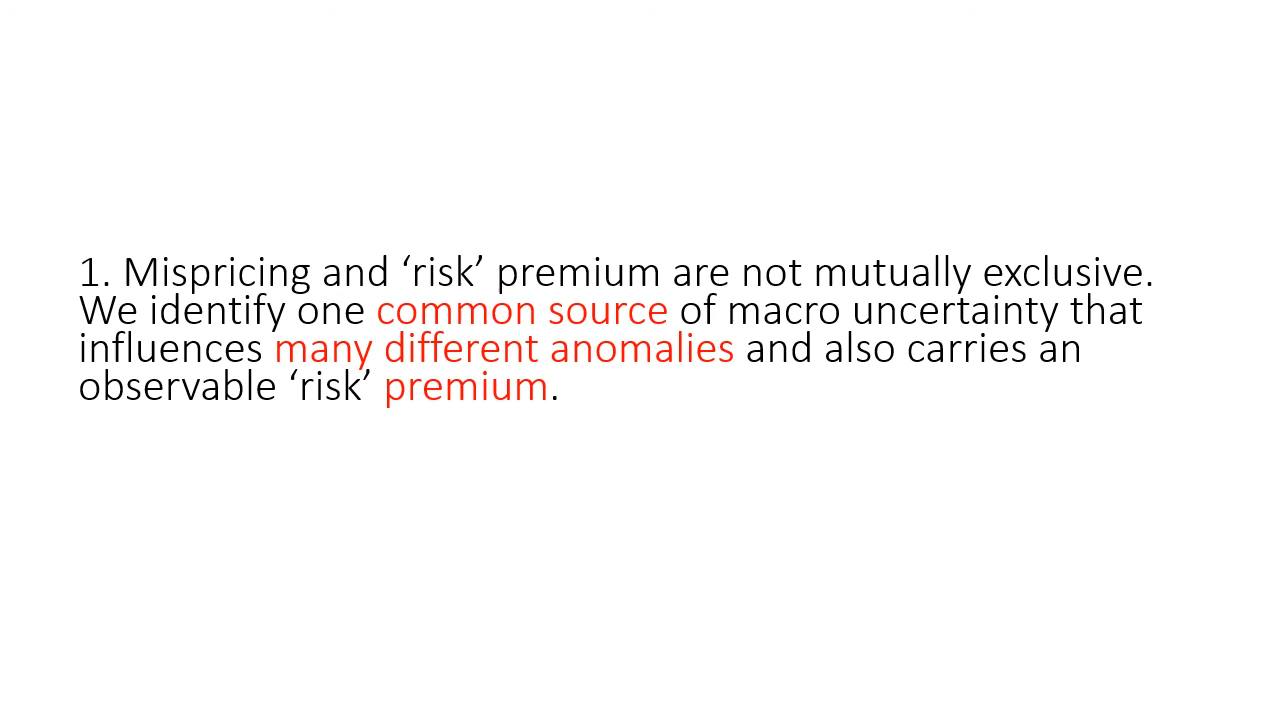 1. Mispricing and ‘risk’ premium are not mutually exclusive.
We identify one common source of macro uncertainty that
influences many different anomalies and also carries an
observable ‘risk’ premium.